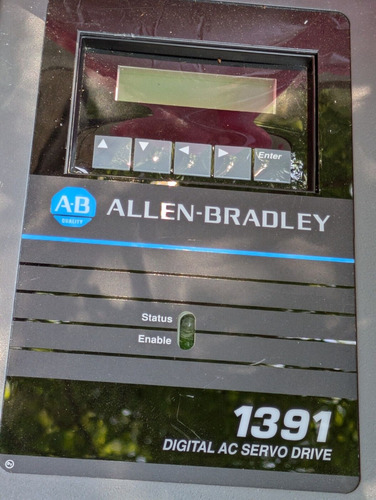 Enter
A-B
QUALITY
ALLEN-BRADLEY
Status
Enable
1391
DIGITAL AC SERVO DRIVE